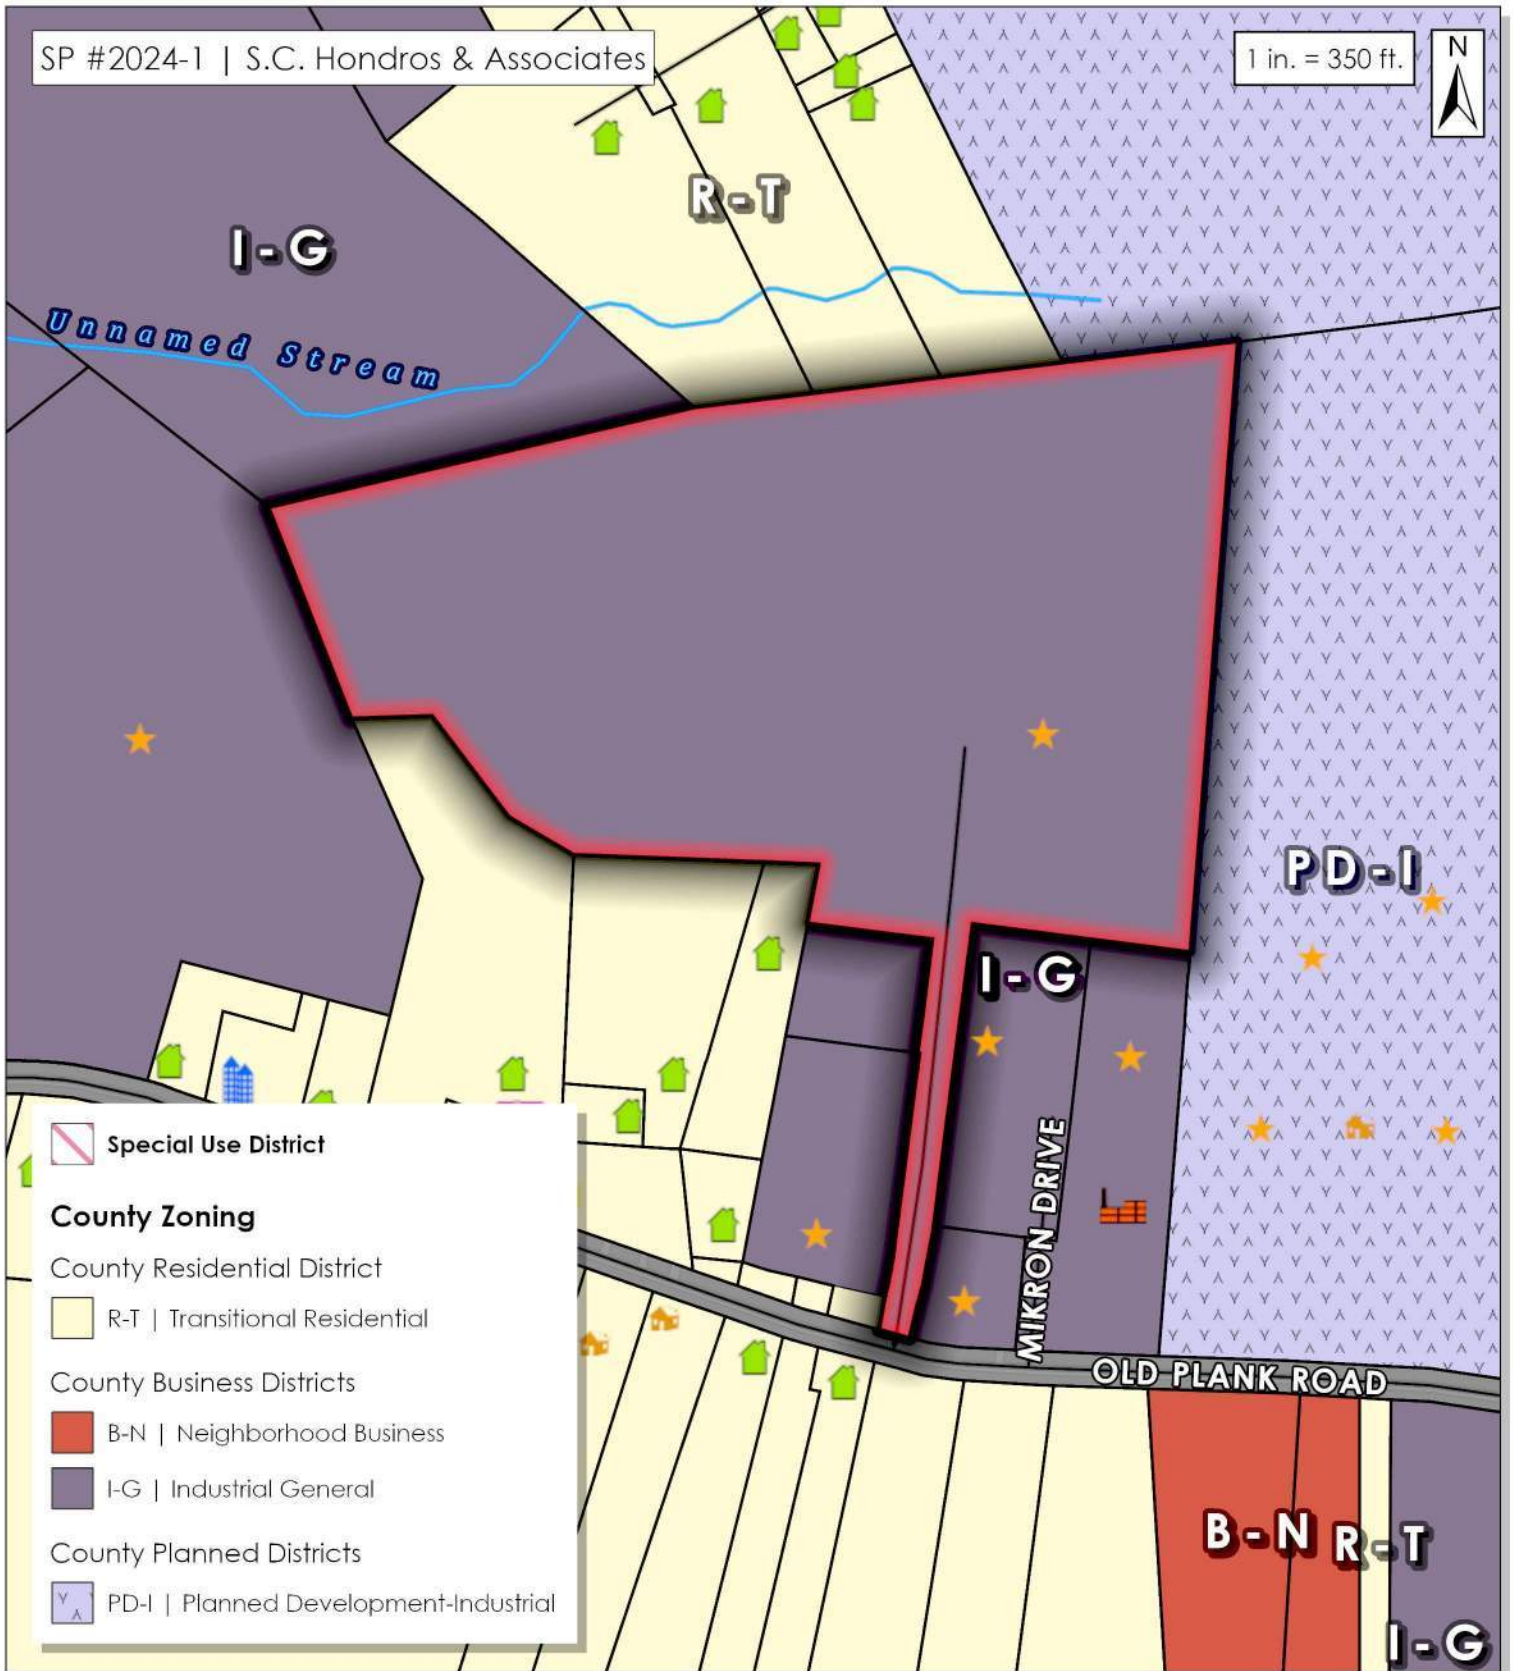 SP #2024-1 | S.C. Hondros & Associates
1 in. = 350 ft.
N
R-T
I-G
Unnamed Stream
PD-I
I-G
MIKRON DRIVE
OLD PLANK ROAD
Special Use District
County Zoning
County Residential District
R-T | Transitional Residential
County Business Districts
B-N | Neighborhood Business
I-G | Industrial General
County Planned Districts
PD-I | Planned Development-Industrial
B-N
R-T
I-G